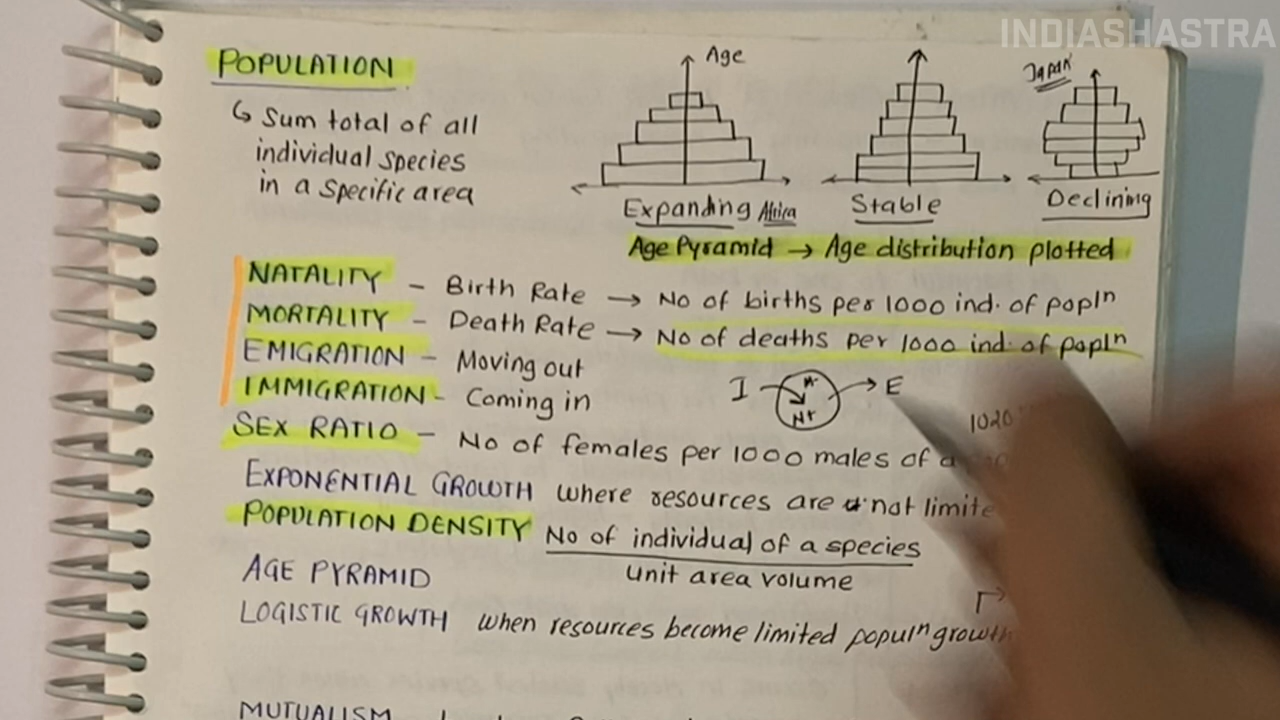 INDIASHASTRA
POPULATION
↳ Sum total of all
individual species
in a specific area
Age
Japan
Expanding Africa
Stable
Declining
Age Pyramid → Age distribution plotted
NATALITY - Birth Rate → No of births per 1000 ind. of popln
MORTALITY - Death Rate → No of deaths per 1000 ind. of popln
EMIGRATION - Moving out
IMMIGRATION - Coming in
I M- N+ → E
1020
SEX RATIO - No of females per 1000 males of a
EXPONENTIAL GROWTH where resources are not limite
POPULATION DENSITY No of individual of a species
unit area volume
AGE PYRAMID
LOGISTIC GROWTH when resources become limited populn growth
MUTUALISM